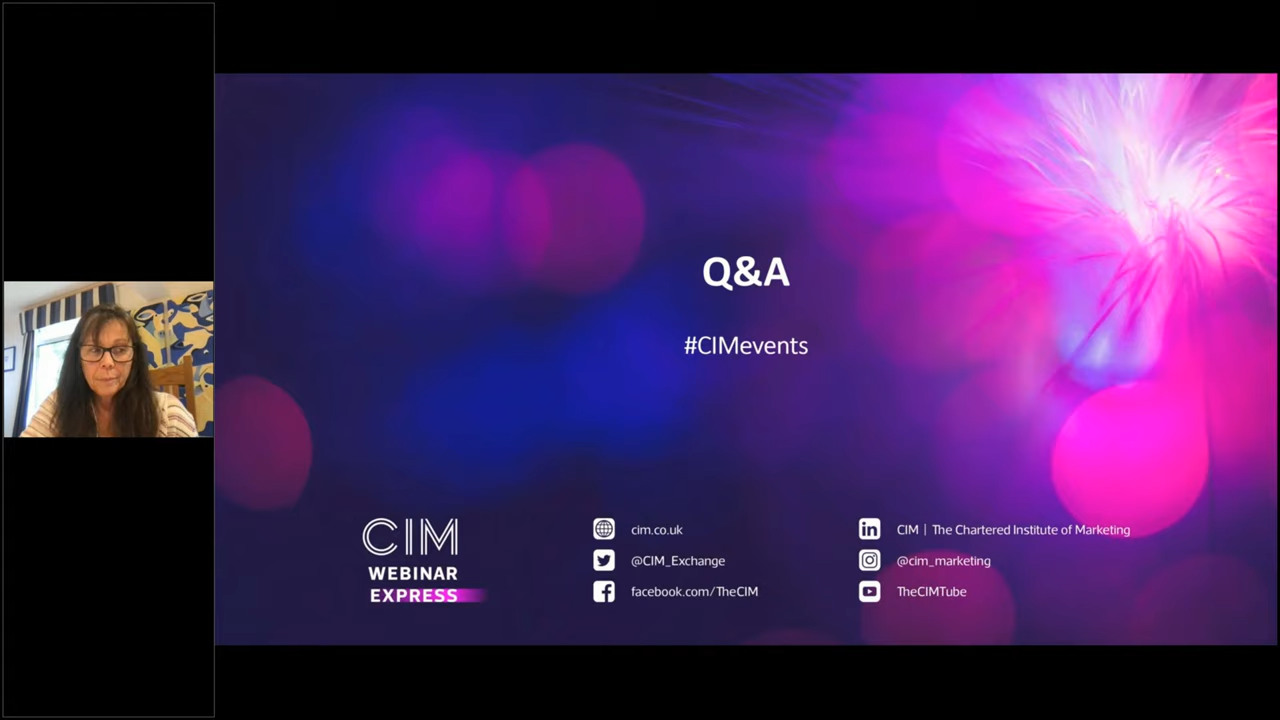 Q&A
#CIMevents
CIM
WEBINAR
EXPRESS
cim.co.uk
@CIM_Exchange
facebook.com/TheCIM
CIM | The Chartered Institute of Marketing
@cim_marketing
TheCIMTube